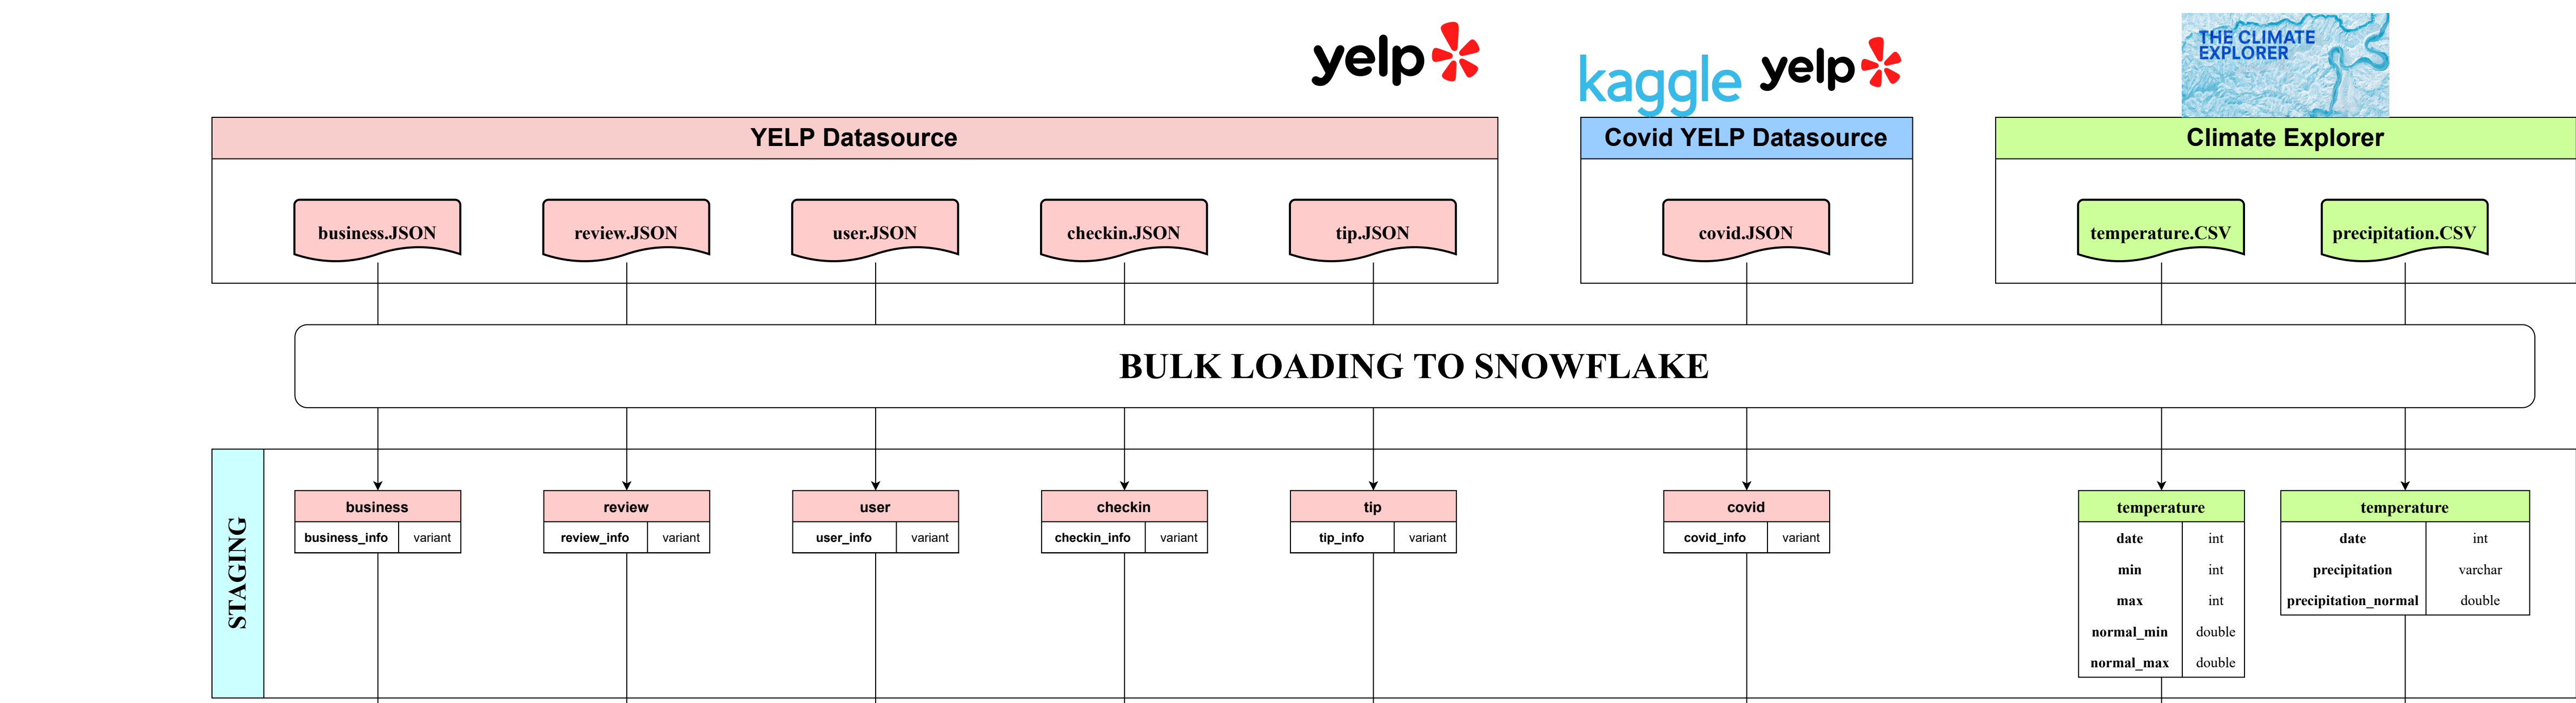 yelp
kaggle yelp
THE CLIMATE
EXPLORER
YELP Datasource
Covid YELP Datasource
Climate Explorer
business.JSON
review.JSON
user.JSON
checkin.JSON
tip.JSON
covid.JSON
temperature.CSV
precipitation.CSV
BULK LOADING TO SNOWFLAKE
STAGING
business
business_info variant
review
review_info variant
user
user_info variant
checkin
checkin_info variant
tip
tip_info variant
covid
covid_info variant
temperature
date int
min int
max int
normal_min double
normal_max double
temperature
date int
precipitation varchar
precipitation_normal double